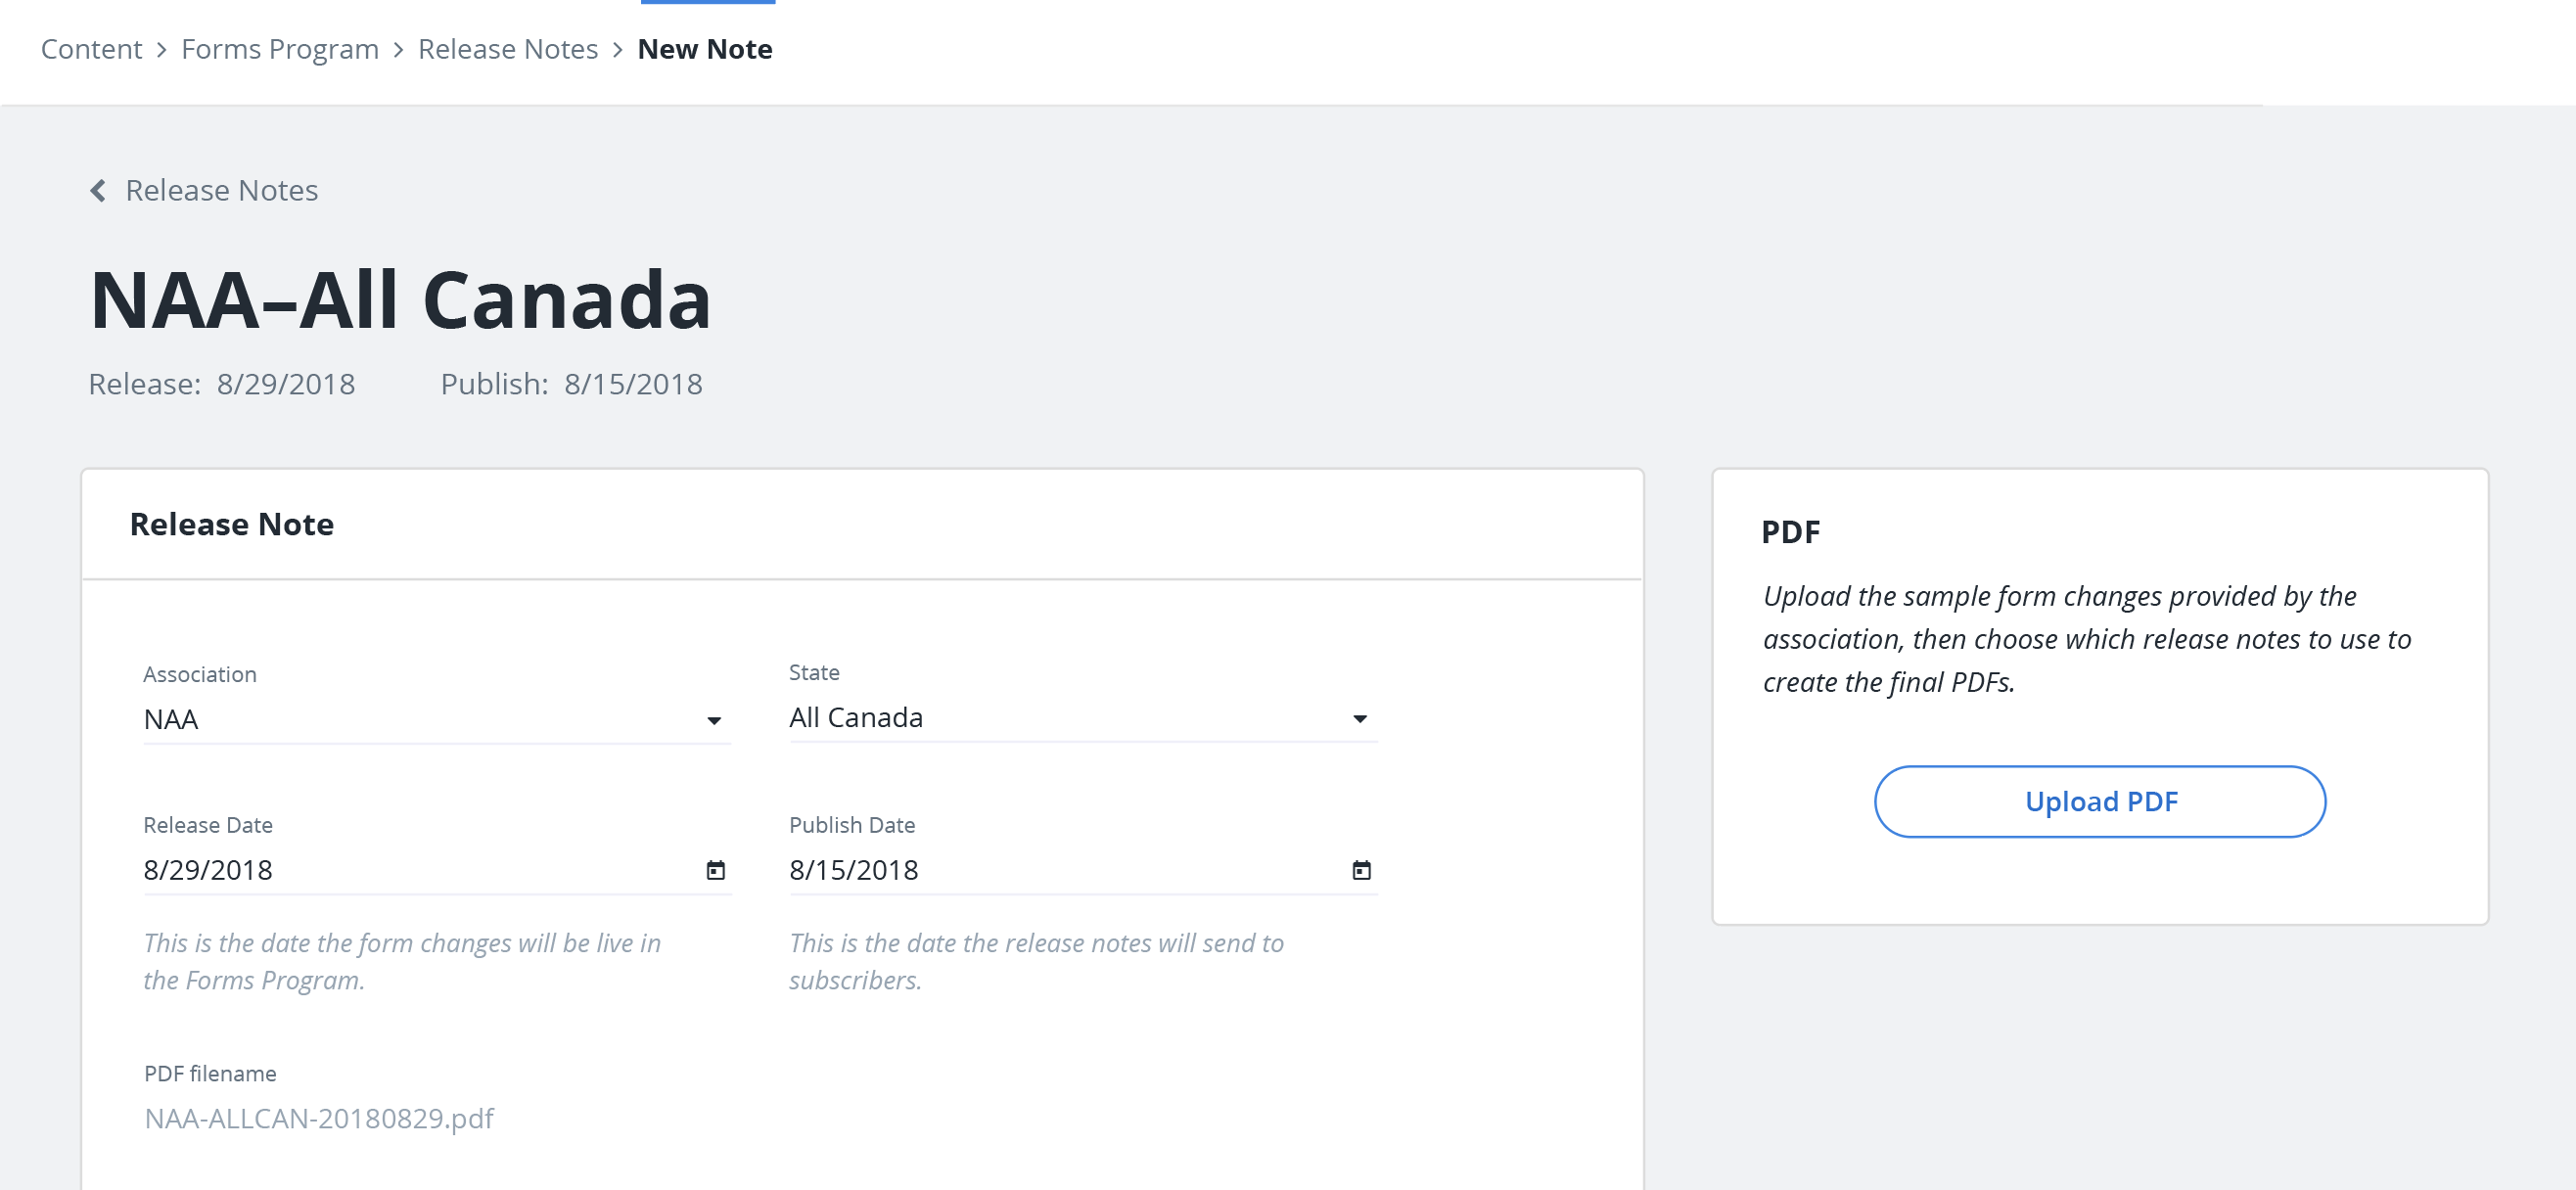 Content > Forms Program > Release Notes > New Note
Release Notes
NAA–All Canada
Release: 8/29/2018 Publish: 8/15/2018
Release Note
Association
NAA
State
All Canada
Release Date
8/29/2018
This is the date the form changes will be live in
the Forms Program.
Publish Date
8/15/2018
This is the date the release notes will send to
subscribers.
PDF filename
NAA-ALLCAN-20180829.pdf
PDF
Upload the sample form changes provided by the
association, then choose which release notes to use to
create the final PDFs.
Upload PDF